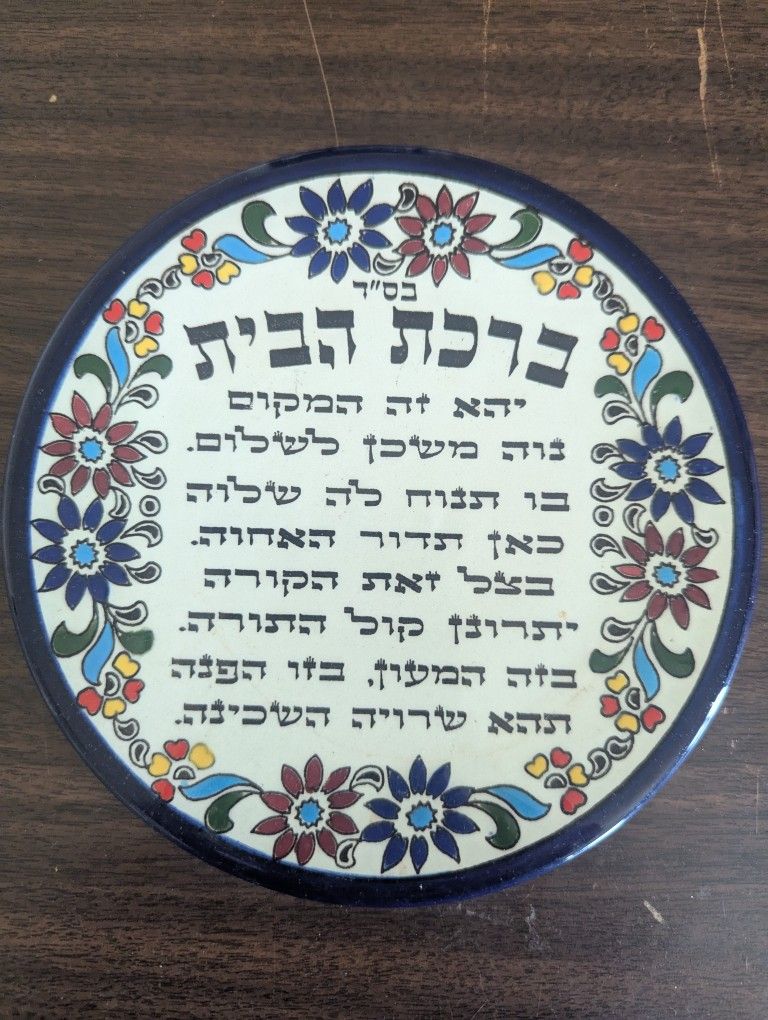 בס"ד
ברכת הבית
יהא זה המקום
נוה משכן לשלום.
בו תנוח לה שלוה
כאן תדור האחוה.
בצל זאת הקורה
יתרונן קול התורה.
בזה המעון, בזו הפנה
תהא שרויה השכינה.